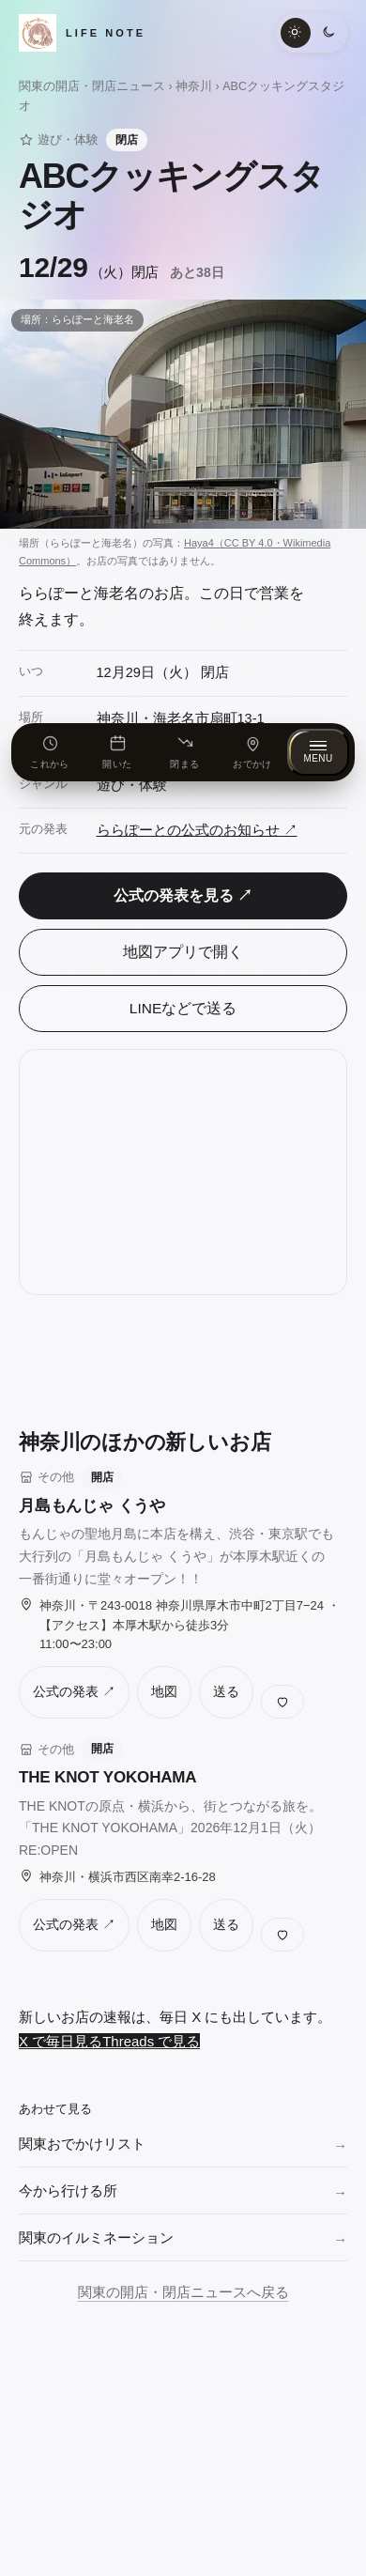 LIFE NOTE
関東の開店・閉店ニュース › 神奈川 › ABCクッキングスタジ
オ
遊び・体験 閉店
ABCクッキングスタ
ジオ
12/29（火）閉店 あと38日
場所：ららぽーと海老名
場所（ららぽーと海老名）の写真：Haya4（CC BY 4.0・Wikimedia
Commons）。お店の写真ではありません。
ららぽーと海老名のお店。この日で営業を
終えます。
いつ 12月29日（火） 閉店
場所 神奈川・海老名市扇町13-1
これから 開いた 閉まる おでかけ MENU
ジャンル 遊び・体験
元の発表 ららぽーとの公式のお知らせ ↗
公式の発表を見る ↗
地図アプリで開く
LINEなどで送る
神奈川のほかの新しいお店
その他 開店
月島もんじゃ くうや
もんじゃの聖地月島に本店を構え、渋谷・東京駅でも
大行列の「月島もんじゃ くうや」が本厚木駅近くの
一番街通りに堂々オープン！！
神奈川・〒243-0018 神奈川県厚木市中町2丁目7−24 ・
【アクセス】本厚木駅から徒歩3分
11:00〜23:00
公式の発表 ↗ 地図 送る
その他 開店
THE KNOT YOKOHAMA
THE KNOTの原点・横浜から、街とつながる旅を。
「THE KNOT YOKOHAMA」2026年12月1日（火）
RE:OPEN
神奈川・横浜市西区南幸2-16-28
公式の発表 ↗ 地図 送る
新しいお店の速報は、毎日 X にも出しています。
X で毎日見るThreads で見る
あわせて見る
関東おでかけリスト →
今から行ける所 →
関東のイルミネーション →
関東の開店・閉店ニュースへ戻る